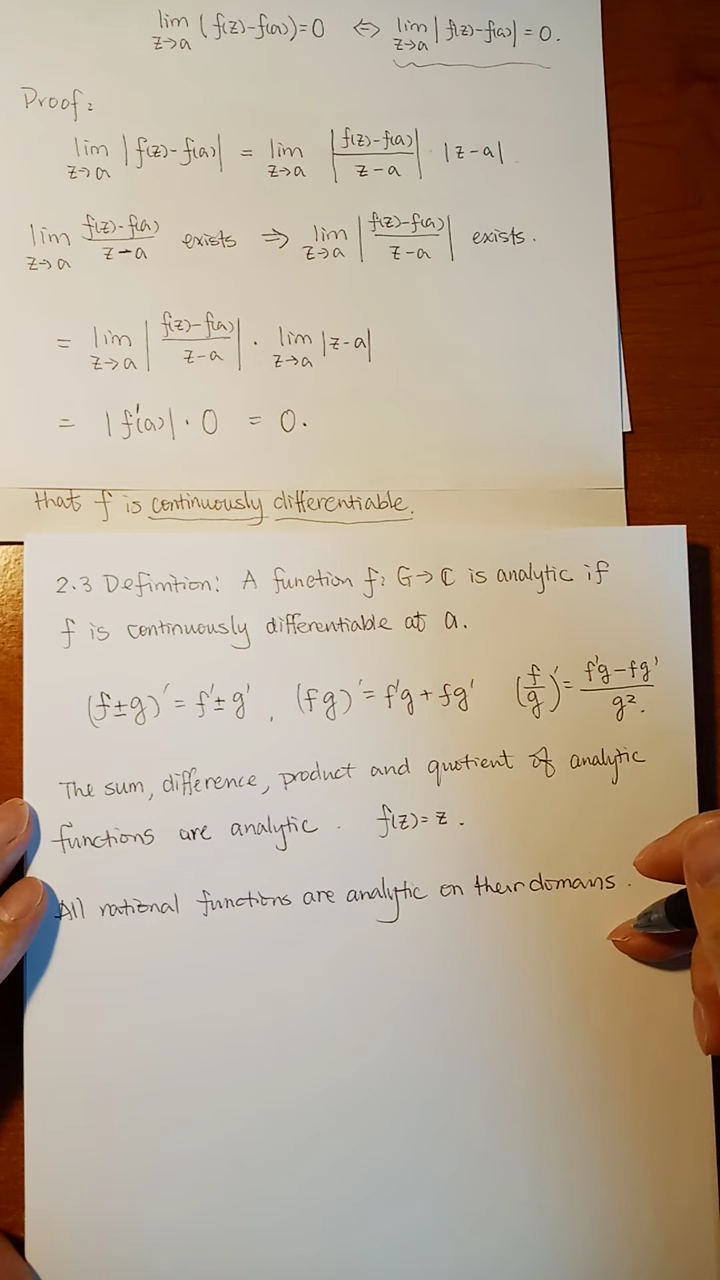 lim z→a (f(z)-f(a))=0 ⇔ lim z→a |f(z)-f(a)|=0.
Proof:
lim z→a |f(z)-f(a)| = lim z→a |f(z)-f(a)/z-a| · |z-a|
lim z→a f(z)-f(a)/z-a exists ⇒ lim z→a |f(z)-f(a)/z-a| exists.
= lim z→a |f(z)-f(a)/z-a| · lim z→a |z-a|
= |f'(a)| · 0 = 0.
that f is continuously differentiable.
2.3 Definition: A function f: G→ℂ is analytic if
f is continuously differentiable at a.
(f±g)' = f'±g', (fg)' = f'g+fg' (f/g)' = f'g-fg'/g².
The sum, difference, product and quotient of analytic
functions are analytic. f(z)=z.
All rational functions are analytic on their domains.